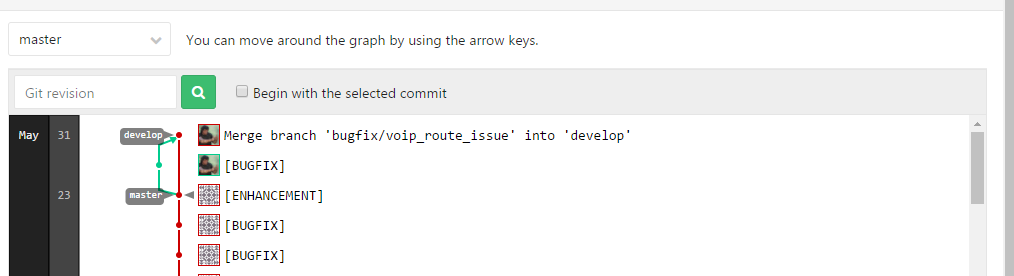 master You can move around the graph by using the arrow keys.
Git revision Begin with the selected commit
May 31 develop Merge branch 'bugfix/voip_route_issue' into 'develop'
[BUGFIX]
23 master [ENHANCEMENT]
[BUGFIX]
[BUGFIX]